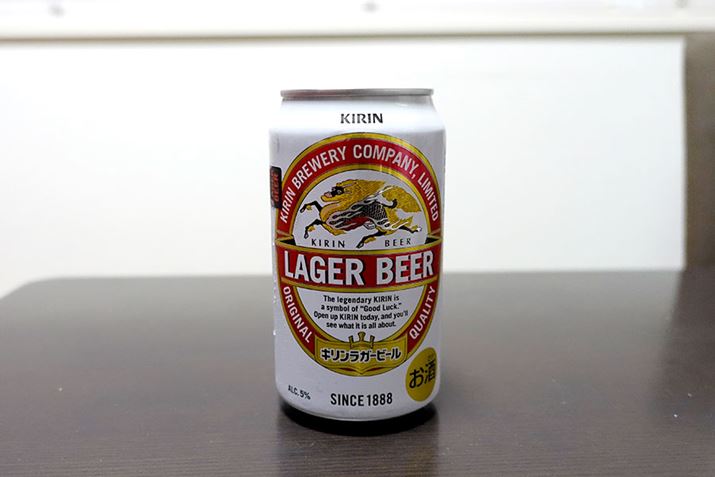 KIRIN
KIRIN BREWERY COMPANY, LIMITED
KIRIN BEER
LAGER BEER
The legendary KIRIN is
a symbol of "Good Luck."
Open up KIRIN today, and you'll
see what it is all about.
ORIGINAL QUALITY
キリンラガービール
お酒
ALC. 5%
SINCE 1888